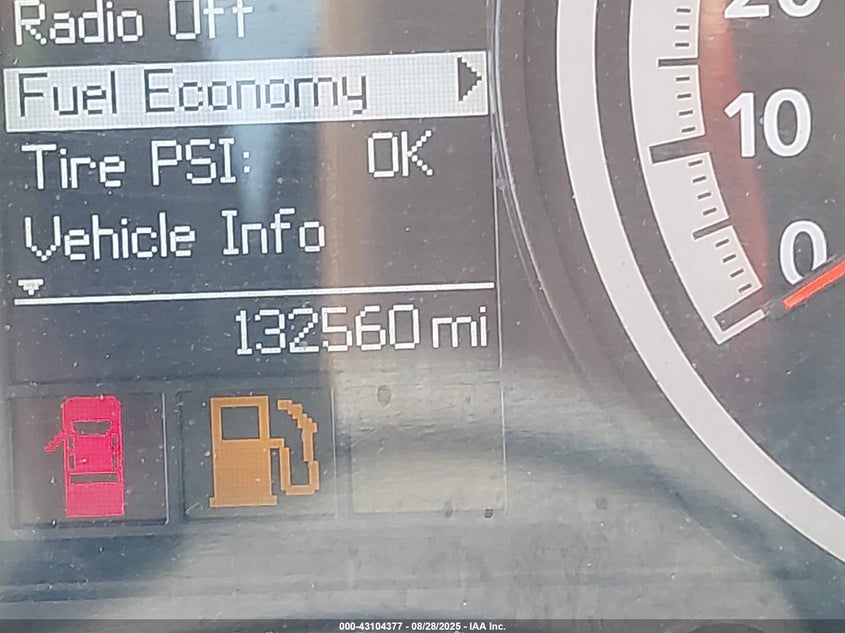 Radio Off
Fuel Economy
Tire PSI: OK
Vehicle Info
132560 mi
20
10
0
000-43104377 - 08/28/2025 - IAA Inc.